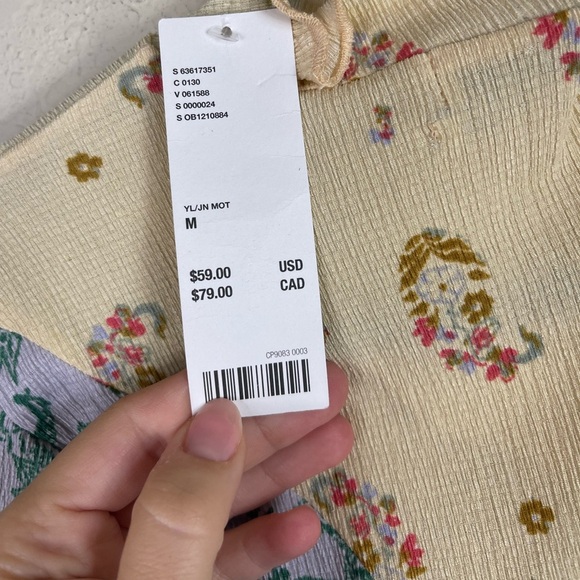 S 63617351
C 0130
V 061588
S 0000024
S OB1210884
YL/JN MOT
M
$59.00 USD
$79.00 CAD
CP9083 0003